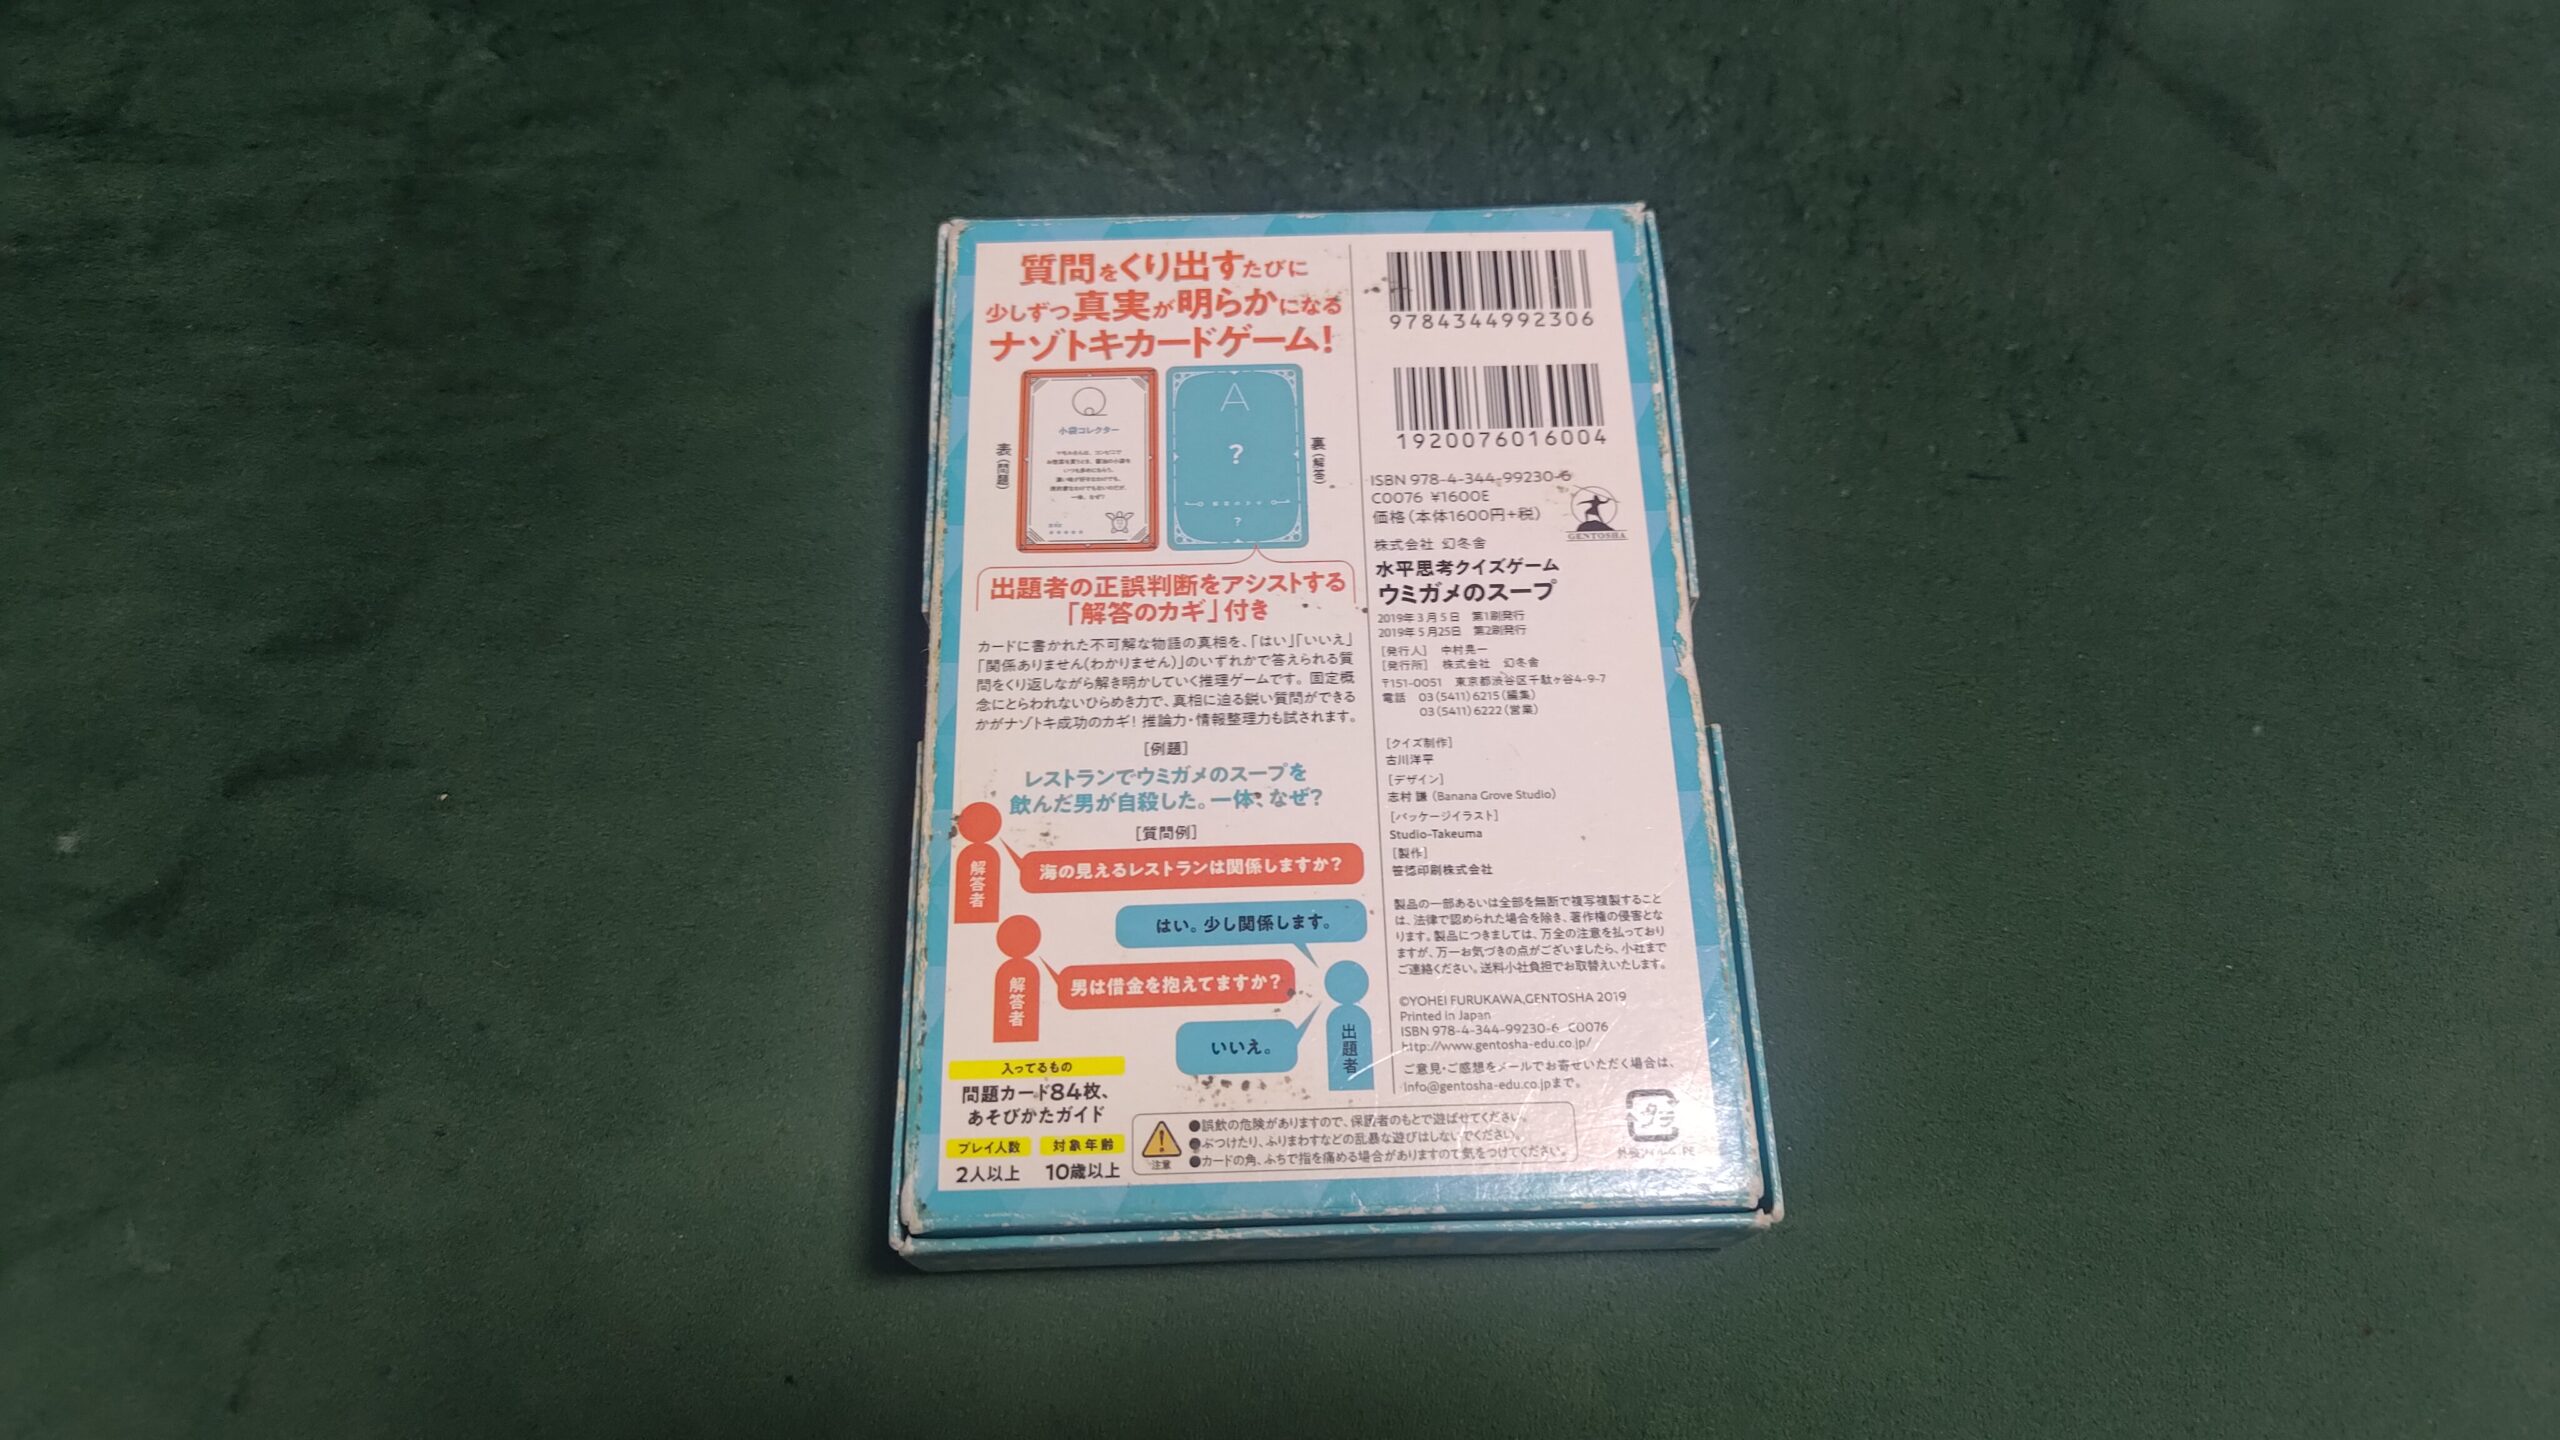 質問をくり出すたびに
少しずつ真実が明らかになる
ナゾトキカードゲーム!
表(問題)
Q
小袋コレクター
A
?
?
裏(解答)
出題者の正誤判断をアシストする
「解答のカギ」付き
カードに書かれた不可解な物語の真相を、「はい」「いいえ」
「関係ありません(わかりません)」のいずれかで答えられる質
問をくり返しながら解き明かしていく推理ゲームです。固定概
念にとらわれないひらめき力で、真相に迫る鋭い質問ができる
かがナゾトキ成功のカギ!推論力・情報整理力も試されます。
[例題]
レストランでウミガメのスープを
飲んだ男が自殺した。一体、なぜ?
[質問例]
解答者
海の見えるレストランは関係しますか?
はい。少し関係します。
解答者
男は借金を抱えてますか?
いいえ。
出題者
入ってるもの
問題カード84枚、
あそびかたガイド
プレイ人数
2人以上
対象年齢
10歳以上
注意
●誤飲の危険がありますので、保護者のもとで遊ばせてください。
●ぶつけたり、ふりまわすなどの乱暴な遊びはしないでください。
●カードの角、ふちで指を痛める場合がありますので気をつけてください。
9784344992306
1920076016004
ISBN 978-4-344-99230-6
C0076 ¥1600E
価格(本体1600円+税)
GENTOSHA
株式会社 幻冬舎
水平思考クイズゲーム
ウミガメのスープ
2019年3月5日 第1刷発行
2019年5月25日 第2刷発行
[発行人] 中村晃一
[発行所] 株式会社 幻冬舎
〒151-0051 東京都渋谷区千駄ヶ谷4-9-7
電話 03(5411)6215(編集)
03(5411)6222(営業)
[クイズ制作]
古川洋平
[デザイン]
志村 謙(Banana Grove Studio)
[パッケージイラスト]
Studio-Takeuma
[製作]
笹徳印刷株式会社
製品の一部あるいは全部を無断で複写複製すること
は、法律で認められた場合を除き、著作権の侵害とな
ります。製品につきましては、万全の注意を払っており
ますが、万一お気づきの点がございましたら、小社まで
ご連絡ください。送料小社負担でお取替えいたします。
©YOHEI FURUKAWA,GENTOSHA 2019
Printed in Japan
ISBN 978-4-344-99230-6 C0076
http://www.gentosha-edu.co.jp/
ご意見・ご感想をメールでお寄せいただく場合は、
info@gentosha-edu.co.jpまで。
プラ